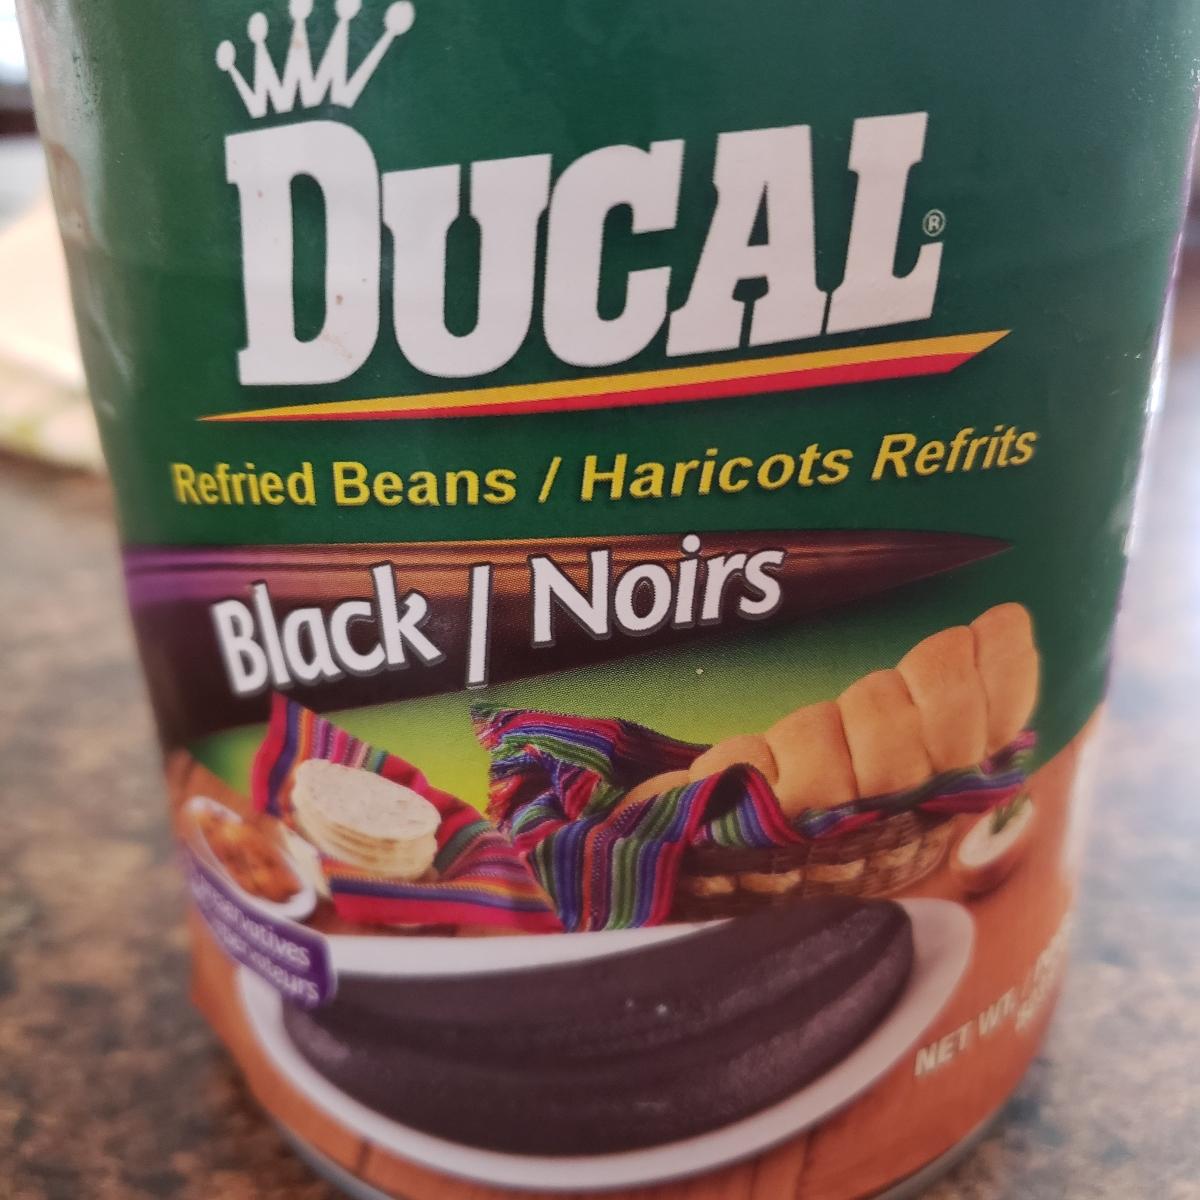 DUCAL®
Refried Beans / Haricots Refrits
Black / Noirs
NET WT. /